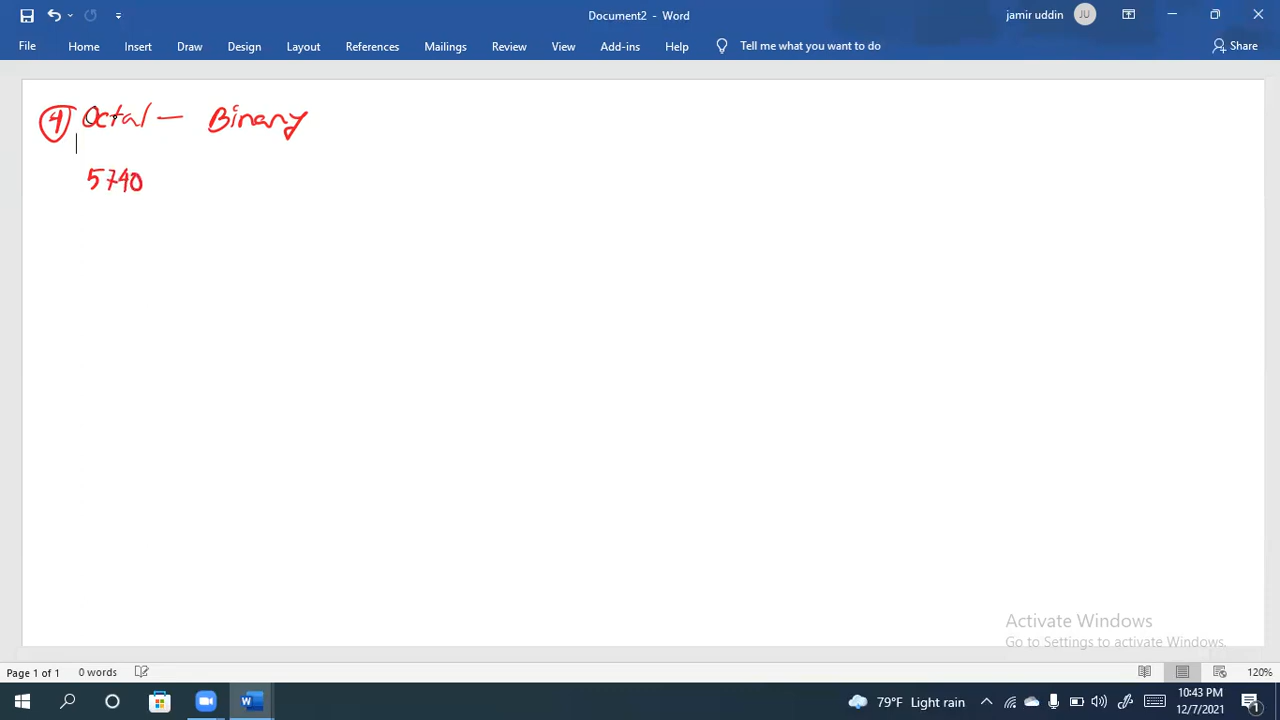 Document2 - Word
jamir uddin JU
File Home Insert Draw Design Layout References Mailings Review View Add-ins Help Tell me what you want to do Share
4 Octal — Binary
5740
Activate Windows
Go to Settings to activate Windows.
Page 1 of 1 0 words 120%
W 79°F Light rain 10:43 PM
12/7/2021 1